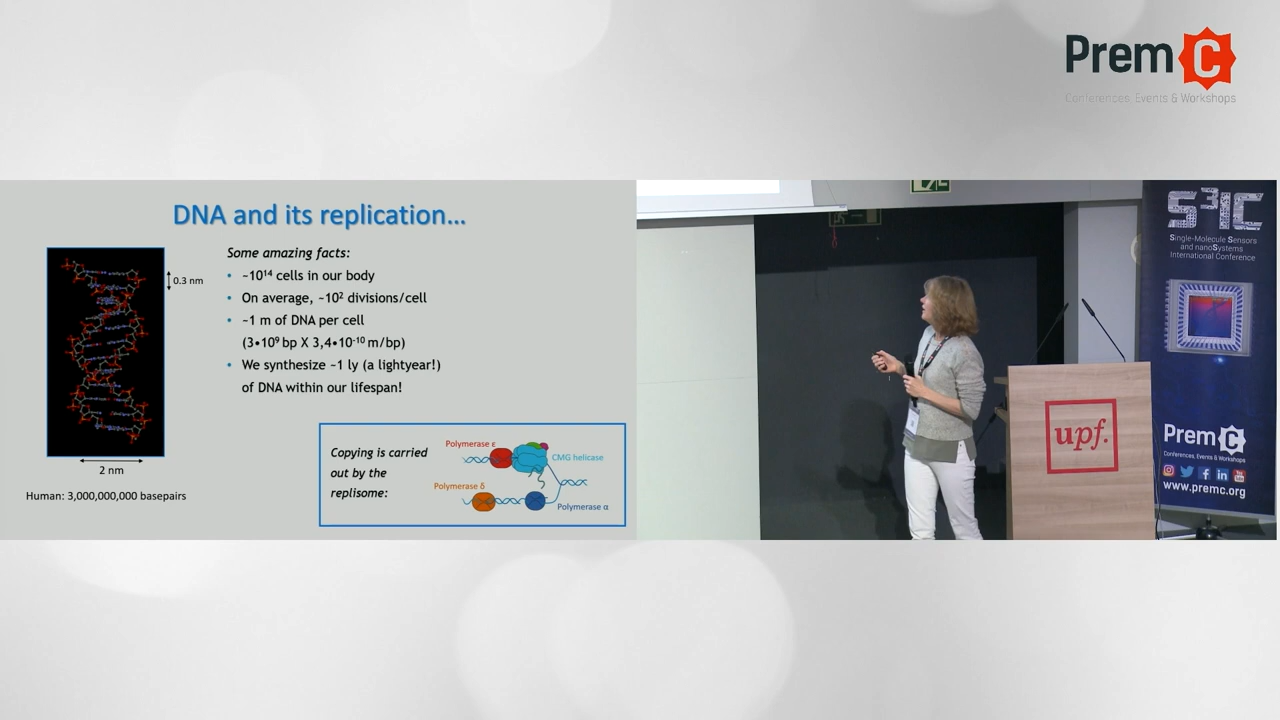 Prem C
Conferences, Events & Workshops
DNA and its replication...
Some amazing facts:
• ~10¹⁴ cells in our body
• On average, ~10² divisions/cell
• ~1 m of DNA per cell
(3•10⁹ bp X 3,4•10⁻¹⁰ m/bp)
• We synthesize ~1 ly (a lightyear!)
of DNA within our lifespan!
0.3 nm
2 nm
Human: 3,000,000,000 basepairs
Copying is carried
out by the
replisome:
Polymerase ε
CMG helicase
Polymerase δ
Polymerase α
upf.
S3IC
Single-Molecule Sensors
and nanoSystems
International Conference
Prem C
Conferences, Events & Workshops
www.premc.org